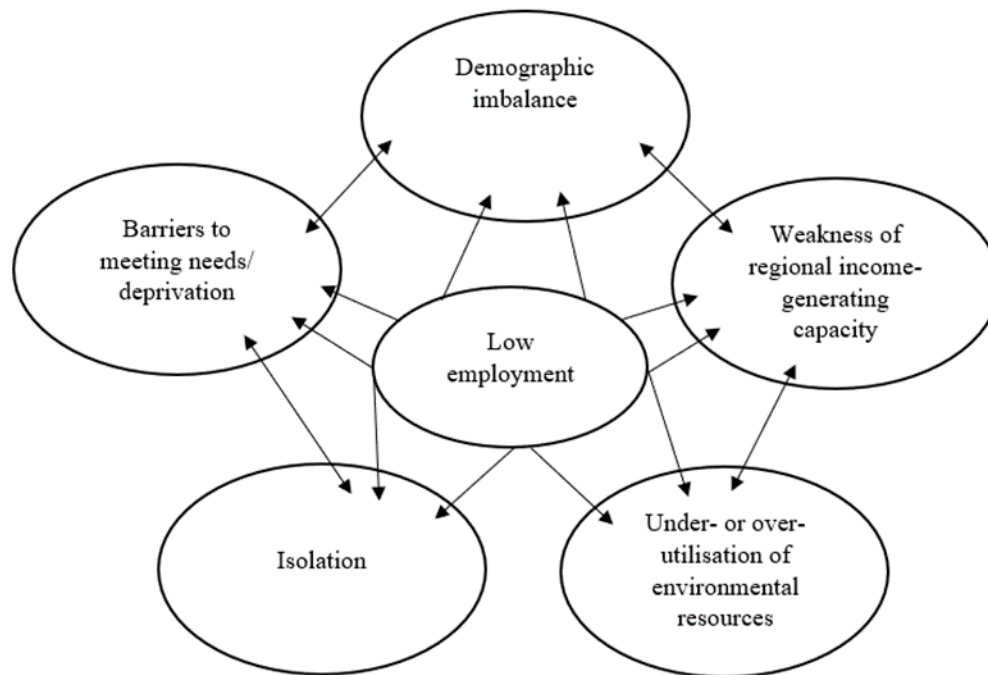 Demographic
imbalance
Barriers to
meeting needs/
deprivation
Weakness of
regional income-
generating
capacity
Low
employment
Isolation
Under- or over-
utilisation of
environmental
resources